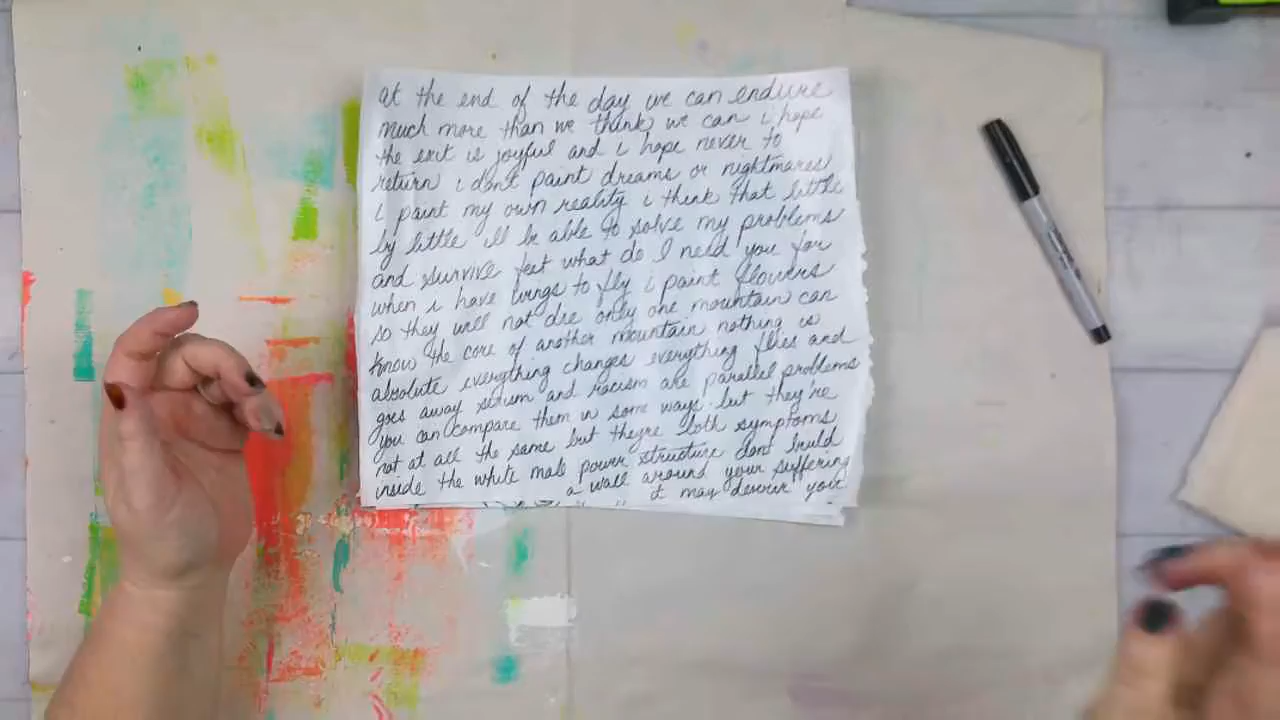 at the end of the day we can endure
much more than we think we can i hope
the exit is joyful and i hope never to
return i don't paint dreams or nightmares
i paint my own reality i think that little
by little i'll be able to solve my problems
and survive feet what do I need you for
when i have wings to fly i paint flowers
so they will not die only one mountain can
know the core of another mountain nothing is
absolute everything changes everything flies and
goes away sexism and racism are parallel problems
you can compare them in some ways but they're
not at all the same but theyre both symptoms
inside the white male power structure dont build
a wall around your suffering
it may devour you